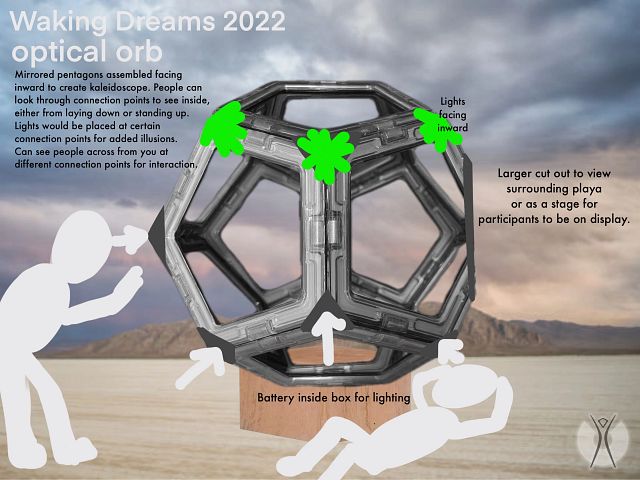 Waking Dreams 2022
optical orb
Mirrored pentagons assembled facing
inward to create kaleidoscope. People can
look through connection points to see inside,
either from laying down or standing up.
Lights would be placed at certain
connection points for added illusions.
Can see people across from you at
different connection points for interaction.
Lights
facing
inward
Larger cut out to view
surrounding playa
or as a stage for
participants to be on display.
Battery inside box for lighting